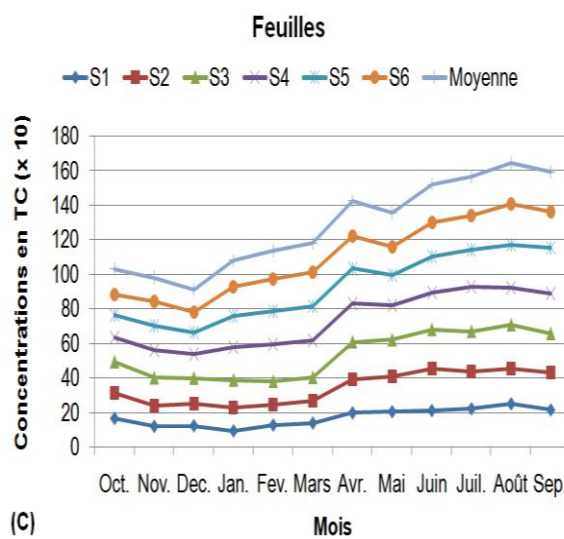 Feuilles
S1 S2 S3 S4 S5 S6 Moyenne
Concentrations en TC (x 10)
180
160
140
120
100
80
60
40
20
0
Oct. Nov. Dec. Jan. Fev. Mars Avr. Mai Juin Juil. Août Sep.
(C) Mois